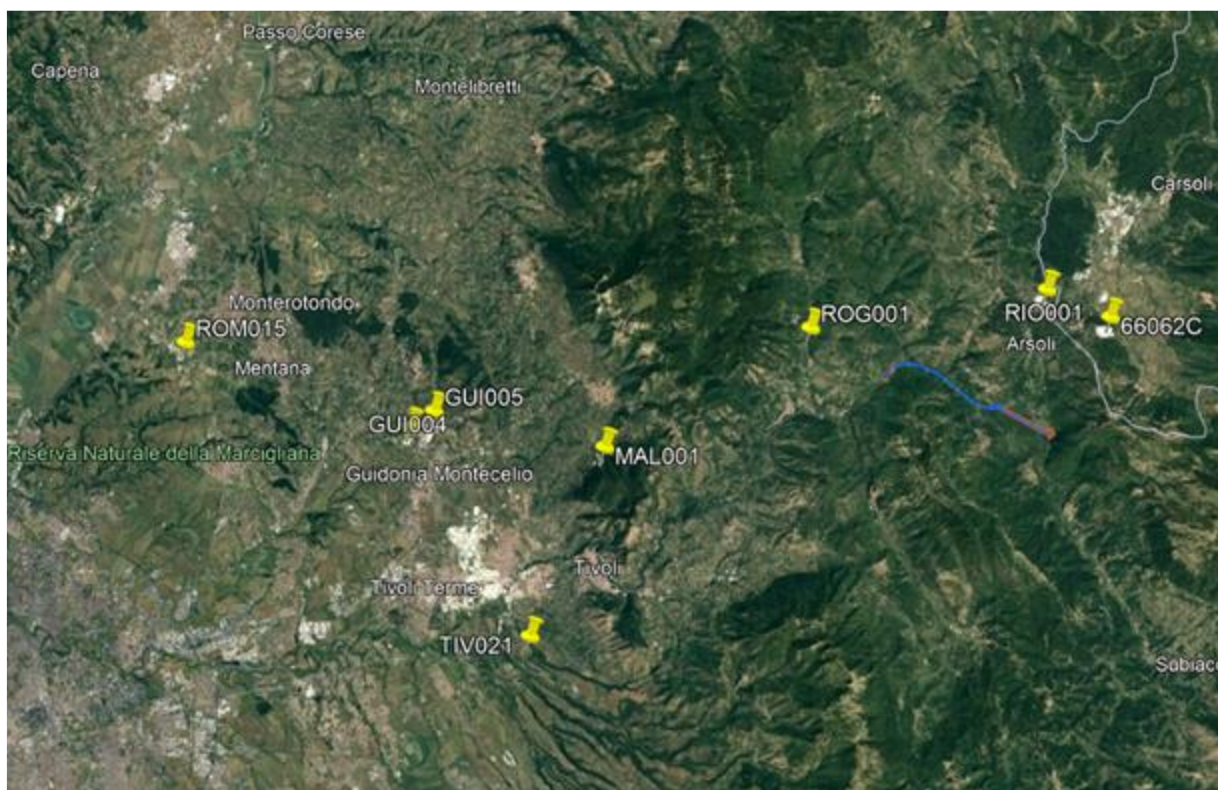 Passo Corese
Capena
Montelibretti
Carsoli
Monterotondo
ROM015
ROG001
RIO001
66062C
Arsoli
Mentana
GUI005
GUI004
Riserva Naturale della Marcigliana
MAL001
Guidonia Montecelio
Tivoli
Tivoli Terme
TIV021
Subiaco